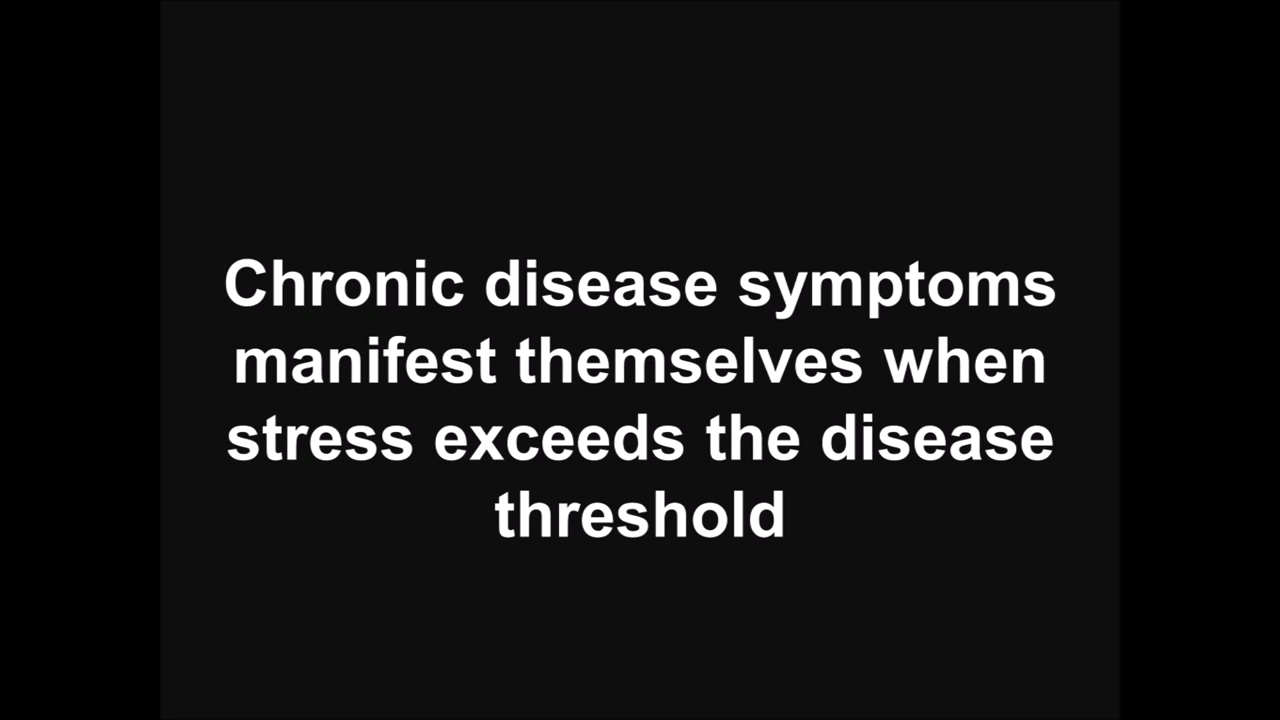 Chronic disease symptoms
manifest themselves when
stress exceeds the disease
threshold